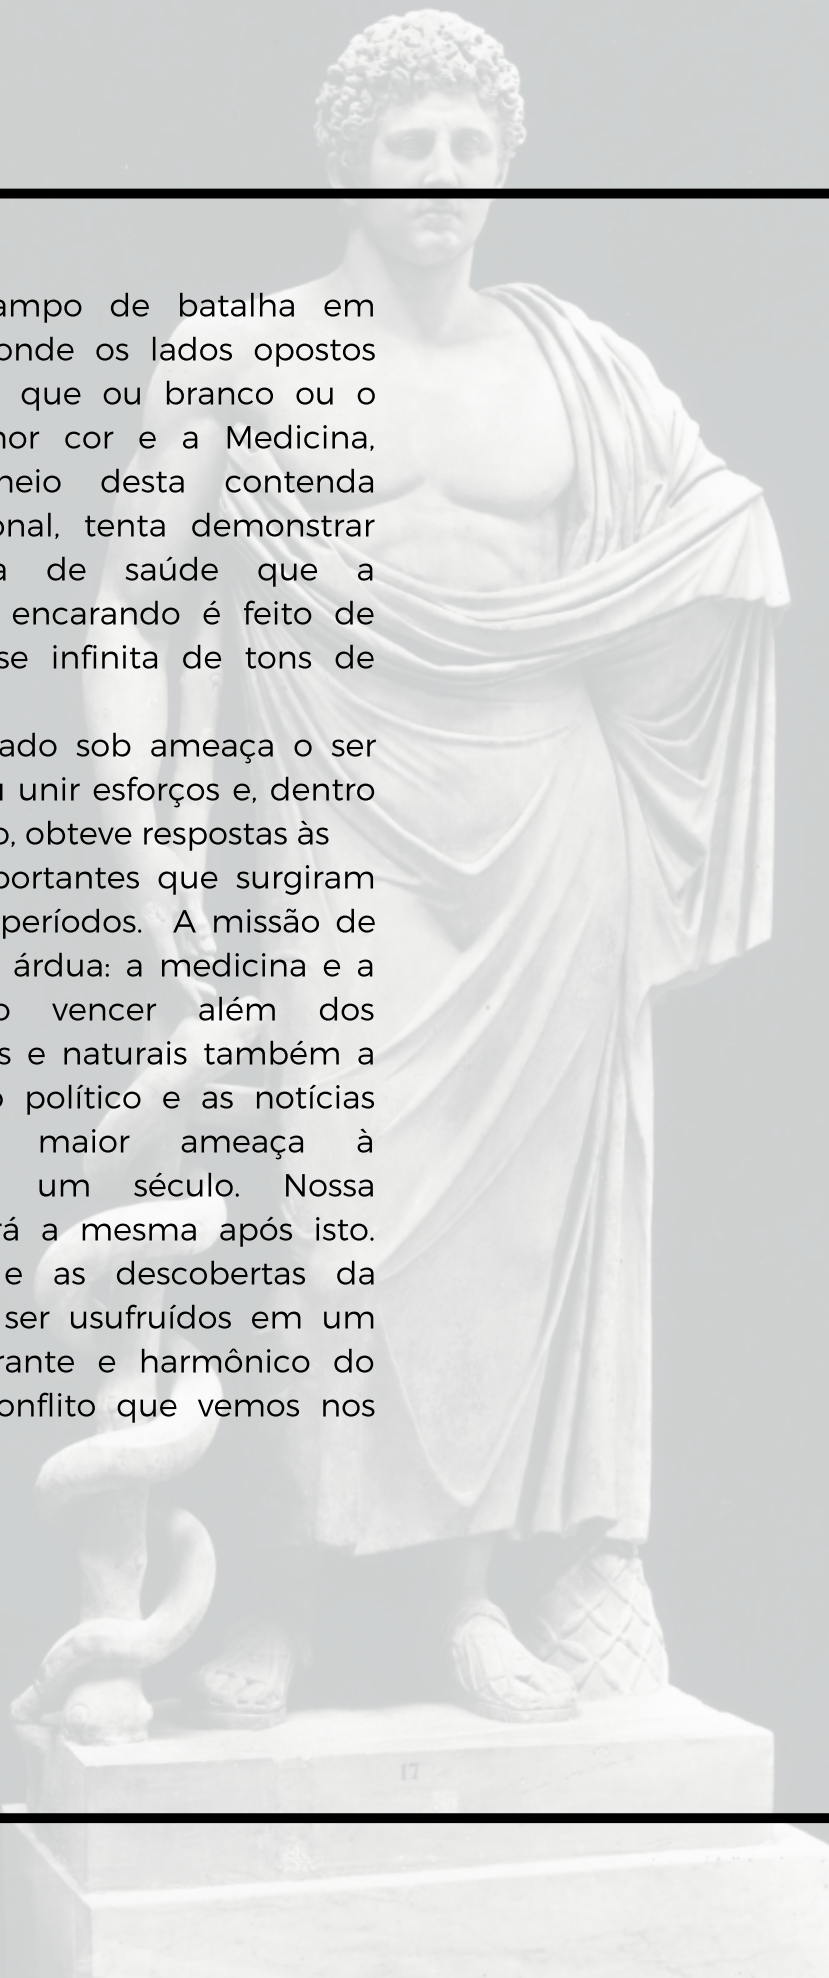 ampo de batalha em
onde os lados opostos
que ou branco ou o
hor cor e a Medicina,
neio desta contenda
onal, tenta demonstrar
a de saúde que a
encarando é feito de
se infinita de tons de
ado sob ameaça o ser
u unir esforços e, dentro
o, obteve respostas às
portantes que surgiram
períodos. A missão de
árdua: a medicina e a
o vencer além dos
s e naturais também a
o político e as notícias
maior ameaça à
um século. Nossa
rá a mesma após isto.
e as descobertas da
ser usufruídos em um
rante e harmônico do
onflito que vemos nos
17